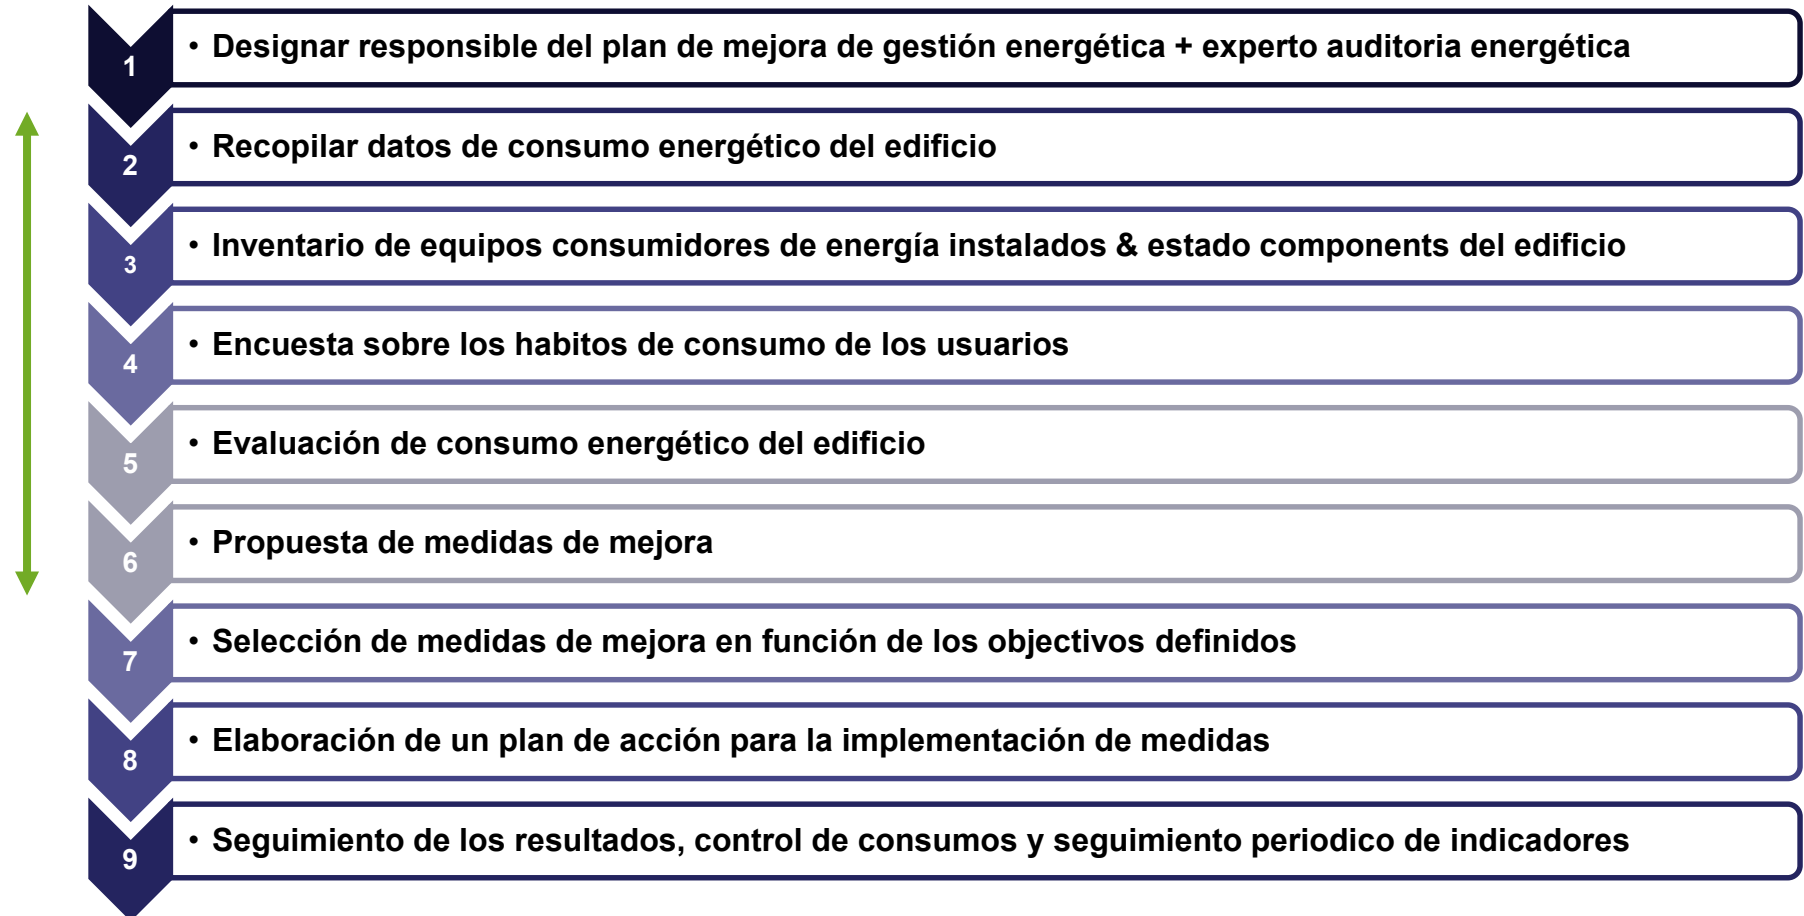 1
• Designar responsible del plan de mejora de gestión energética + experto auditoria energética
2
• Recopilar datos de consumo energético del edificio
3
• Inventario de equipos consumidores de energía instalados & estado components del edificio
4
• Encuesta sobre los habitos de consumo de los usuarios
5
• Evaluación de consumo energético del edificio
6
• Propuesta de medidas de mejora
7
• Selección de medidas de mejora en función de los objectivos definidos
8
• Elaboración de un plan de acción para la implementación de medidas
9
• Seguimiento de los resultados, control de consumos y seguimiento periodico de indicadores